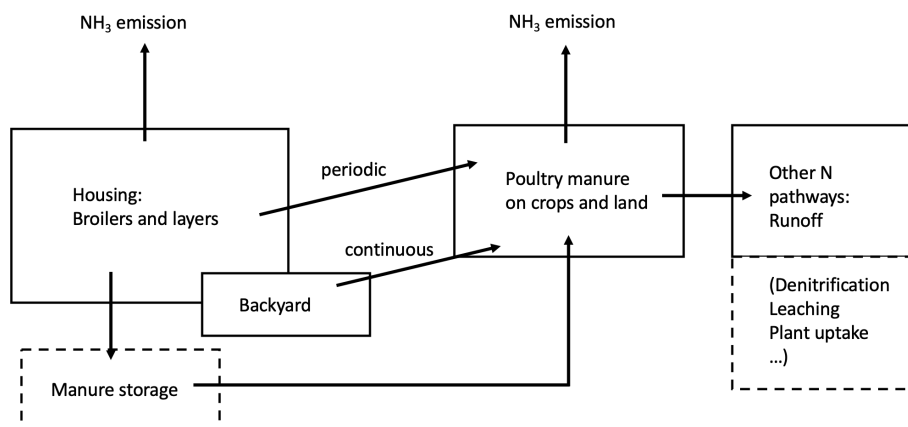 NH₃ emission
NH₃ emission
Housing:
Broilers and layers
periodic
Poultry manure
on crops and land
Other N
pathways:
Runoff
continuous
Backyard
(Denitrification
Leaching
Plant uptake
...)
Manure storage